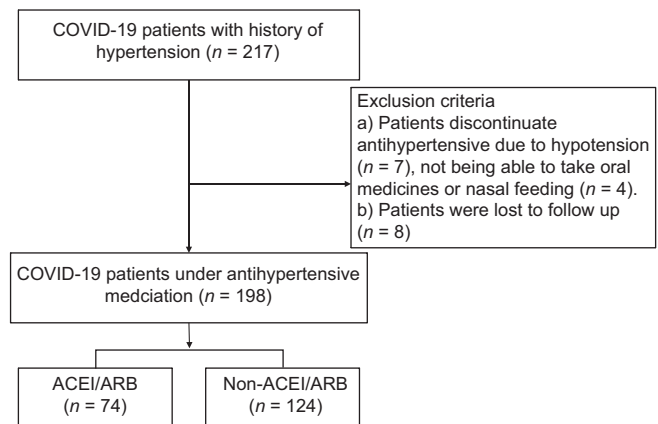 COVID-19 patients with history of
hypertension (n = 217)
Exclusion criteria
a) Patients discontinuate
antihypertensive due to hypotension
(n = 7), not being able to take oral
medicines or nasal feeding (n = 4).
b) Patients were lost to follow up
(n = 8)
COVID-19 patients under antihypertensive
medciation (n = 198)
ACEI/ARB
(n = 74)
Non-ACEI/ARB
(n = 124)